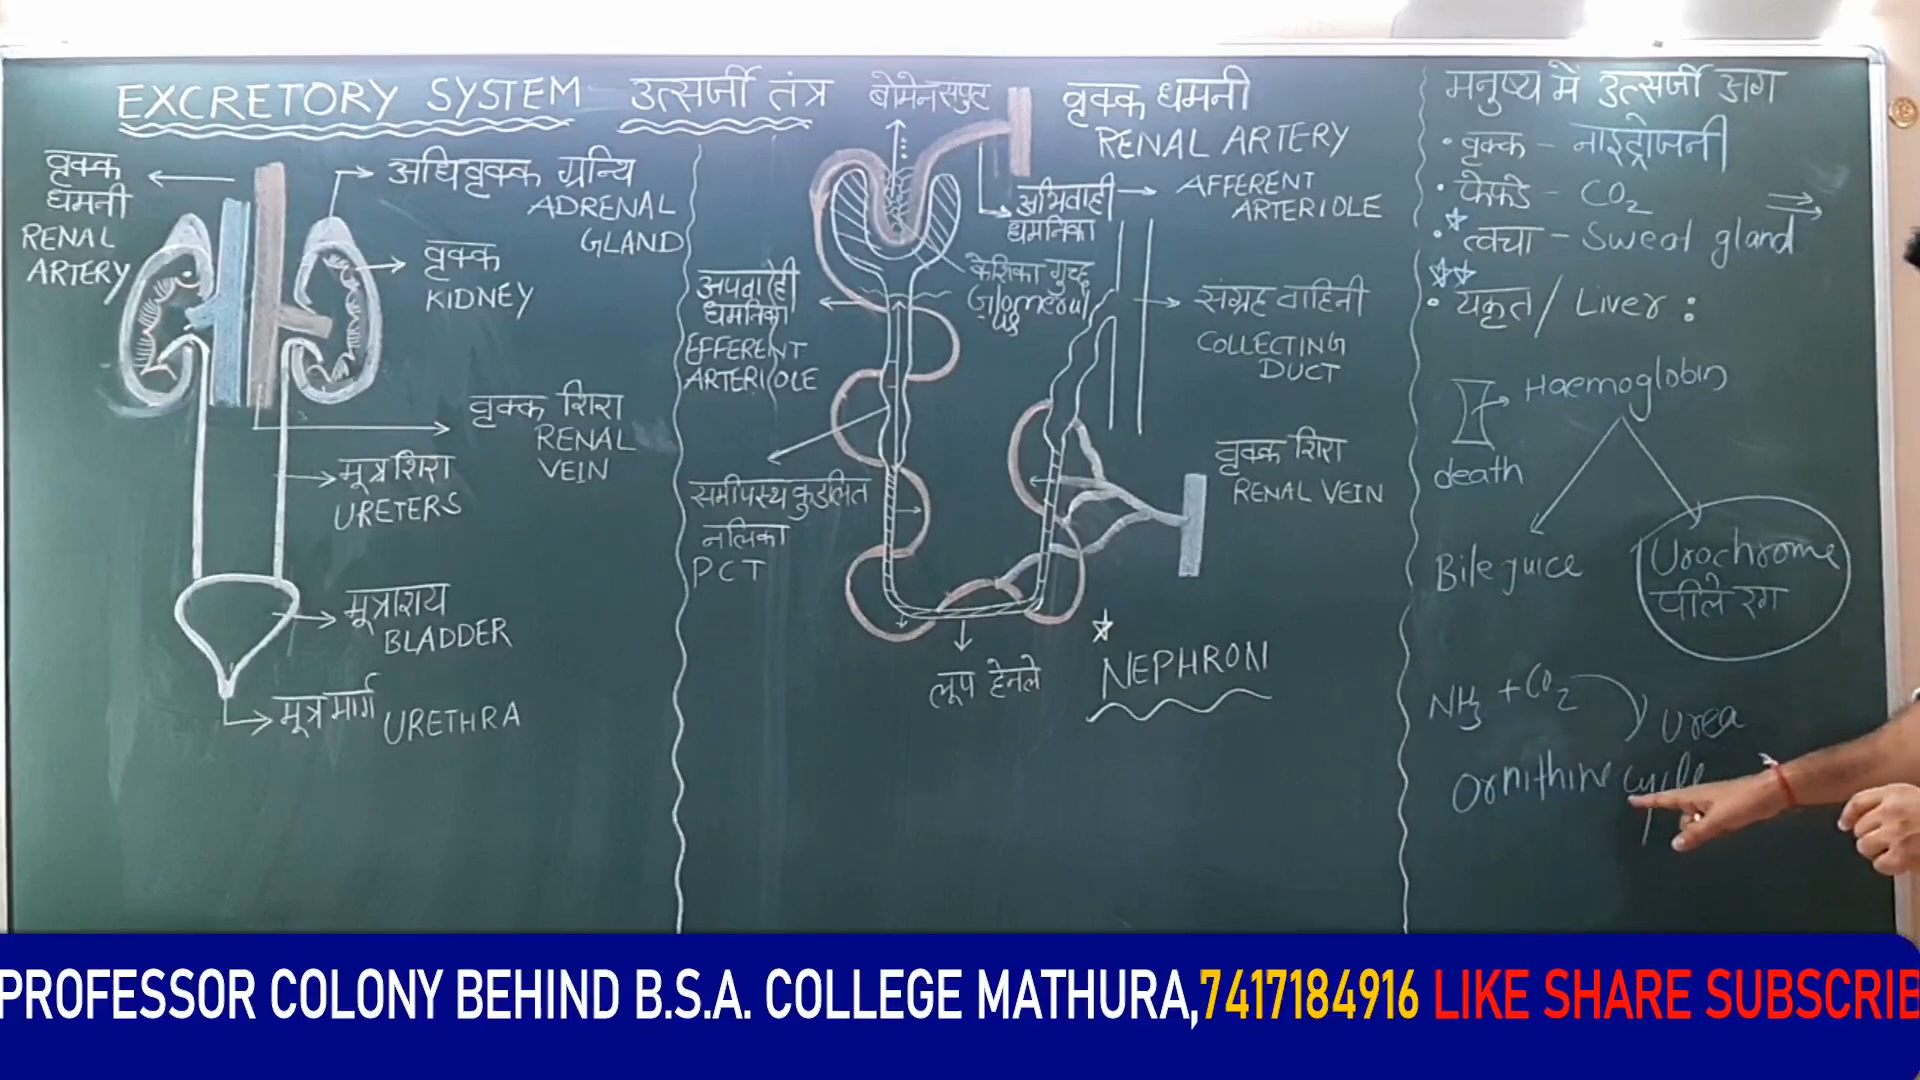 EXCRETORY SYSTEM उत्सर्जी तंत्र
वृक्क
धमनी
RENAL
ARTERY
अधिवृक्क ग्रन्थि
ADRENAL
GLAND
वृक्क
KIDNEY
वृक्क शिरा
RENAL
VEIN
मूत्रशिरा
URETERS
मूत्राशय
BLADDER
मूत्र मार्ग URETHRA
बोमेन संपुट
वृक्क धमनी
RENAL ARTERY
अभिवाही
धमनिका
AFFERENT
ARTERIOLE
केशिका गुच्छ
Glomerul
us
अपवाही
धमनिका
EFFERENT
ARTERIOLE
संग्रह वाहिनी
COLLECTING
DUCT
समीपस्थ कुडलित
नलिका
PCT
वृक्क शिरा
RENAL VEIN
लूप हेनले
NEPHRON
मनुष्य में उत्सर्जी अंग
• वृक्क - नाइट्रोजनी
• फेफडे - CO2
• त्वचा - Sweat gland
• यकृत / Liver :
Haemoglobin
death
Bile juice
Urochrome
पीले रंग
NH3 + CO2
Urea
Ornithine cycle
PROFESSOR COLONY BEHIND B.S.A. COLLEGE MATHURA,7417184916 LIKE SHARE SUBSCRIB